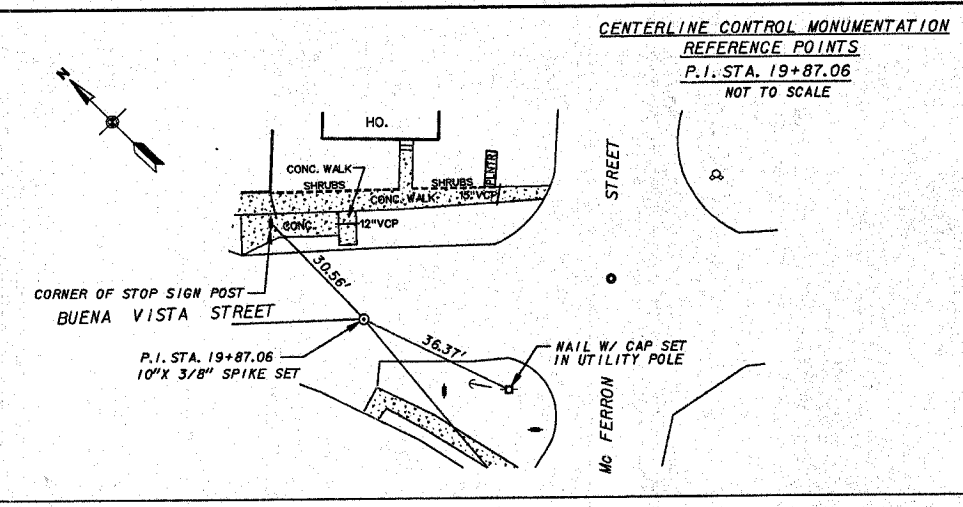 CENTERLINE CONTROL MONUMENTATION
REFERENCE POINTS
P.I. STA. 19+87.06
NOT TO SCALE
N
HO.
CONC. WALK
SHRUBS
SHRUBS
PLNTR
CONC. WALK
15"VCP
CONC.
12"VCP
STREET
30.56'
CORNER OF STOP SIGN POST
BUENA VISTA STREET
36.37'
P.I. STA. 19+87.06
10"X 3/8" SPIKE SET
NAIL W/ CAP SET
IN UTILITY POLE
Mc FERRON